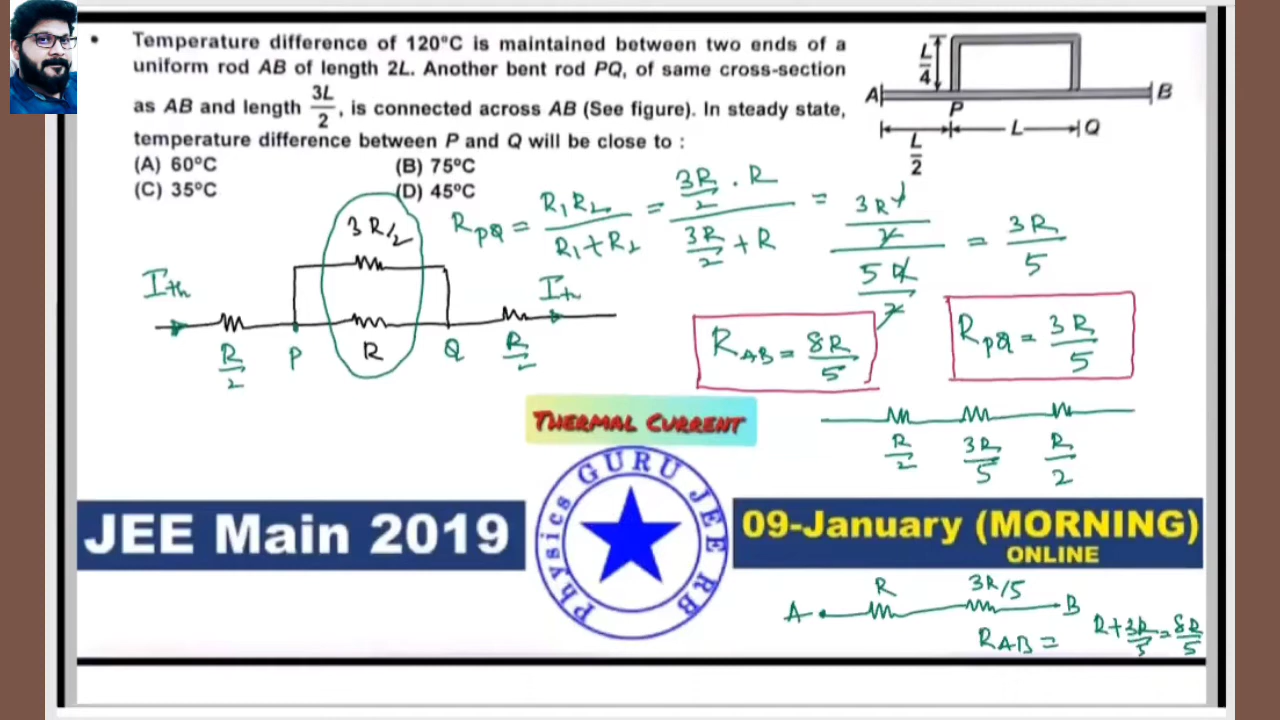 • Temperature difference of 120°C is maintained between two ends of a
uniform rod AB of length 2L. Another bent rod PQ, of same cross-section
as AB and length 3L/2, is connected across AB (See figure). In steady state,
temperature difference between P and Q will be close to :
(A) 60°C (B) 75°C
(C) 35°C (D) 45°C
L/4
A B
P
L Q
L/2
3R/2
R_PQ = R₁R₂/(R₁+R₂) = (3R/2 . R)/(3R/2 + R) = (3R²/2)/(5R/2) = 3R/5
I_th I_th
R/2 P R Q R/2
R_AB = 8R/5
R_PQ = 3R/5
THERMAL CURRENT
R/2 3R/5 R/2
JEE Main 2019
Physics GURU JEE RB
09-January (MORNING)
ONLINE
R 3R/5
A B
R_AB = R+3R/5=8R/5